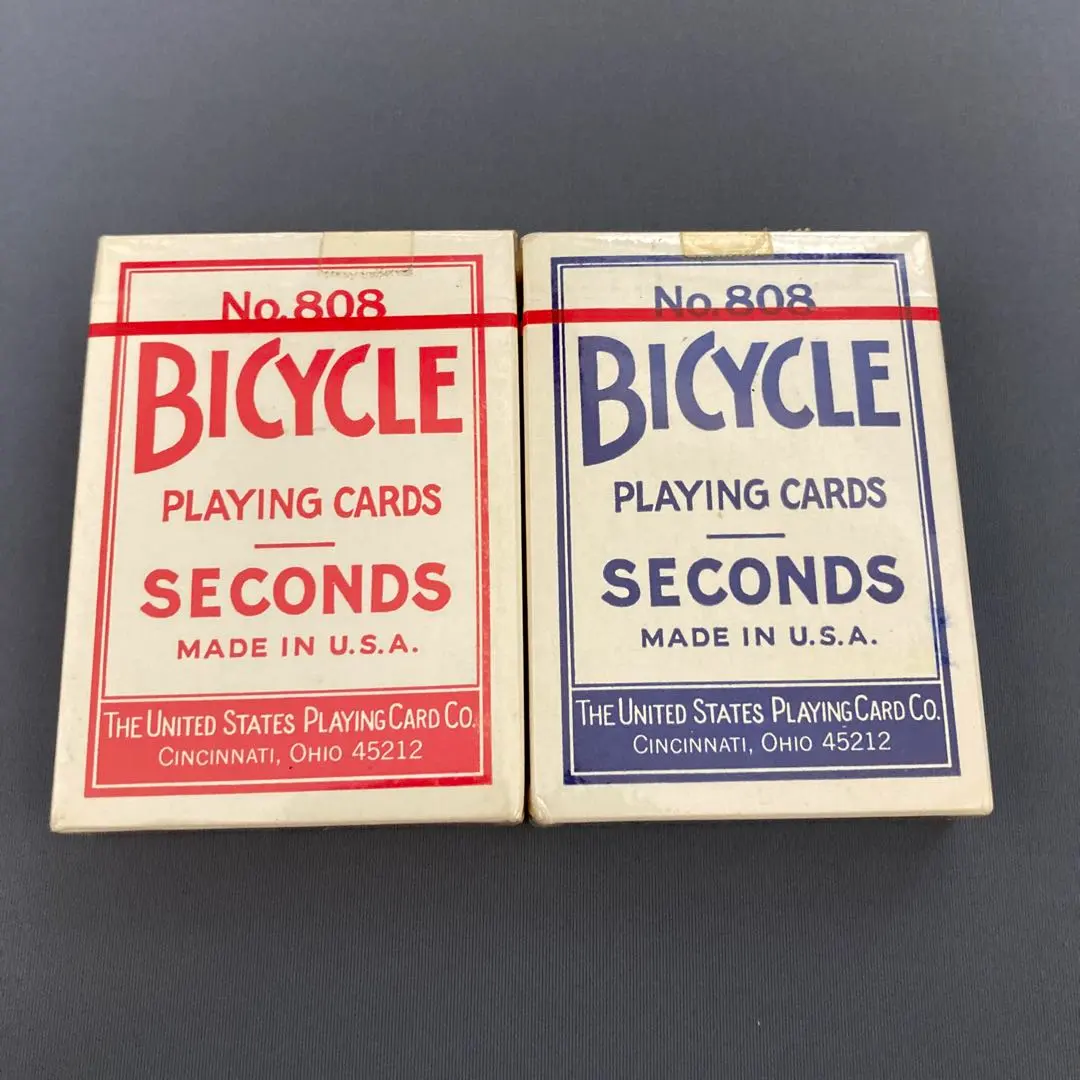 No. 808
BICYCLE
PLAYING CARDS
SECONDS
MADE IN U.S.A.
THE UNITED STATES PLAYING CARD CO.
CINCINNATI, OHIO 45212
No. 808
BICYCLE
PLAYING CARDS
SECONDS
MADE IN U.S.A.
THE UNITED STATES PLAYING CARD CO.
CINCINNATI, OHIO 45212